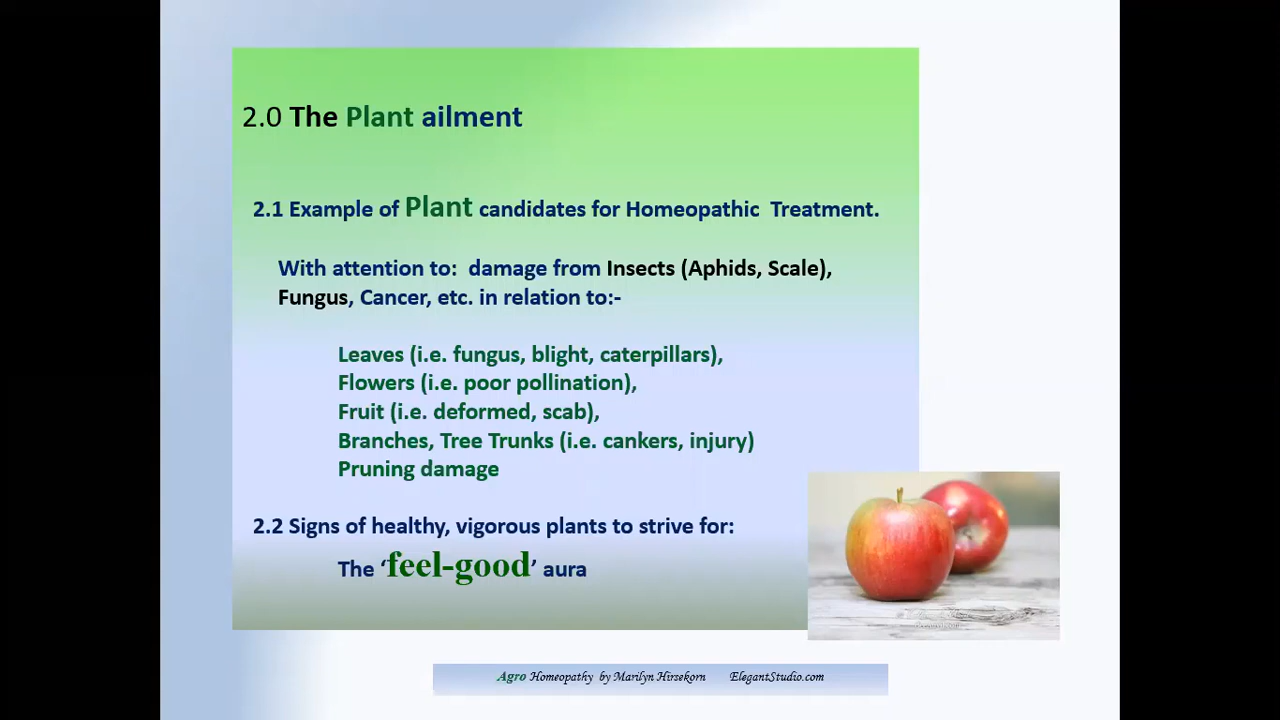 2.0 The Plant ailment
2.1 Example of Plant candidates for Homeopathic Treatment.
With attention to: damage from Insects (Aphids, Scale),
Fungus, Cancer, etc. in relation to:-
Leaves (i.e. fungus, blight, caterpillars),
Flowers (i.e. poor pollination),
Fruit (i.e. deformed, scab),
Branches, Tree Trunks (i.e. cankers, injury)
Pruning damage
2.2 Signs of healthy, vigorous plants to strive for:
The ‘feel-good’ aura
Agro Homeopathy by Marilyn Hirsekorn ElegantStudio.com